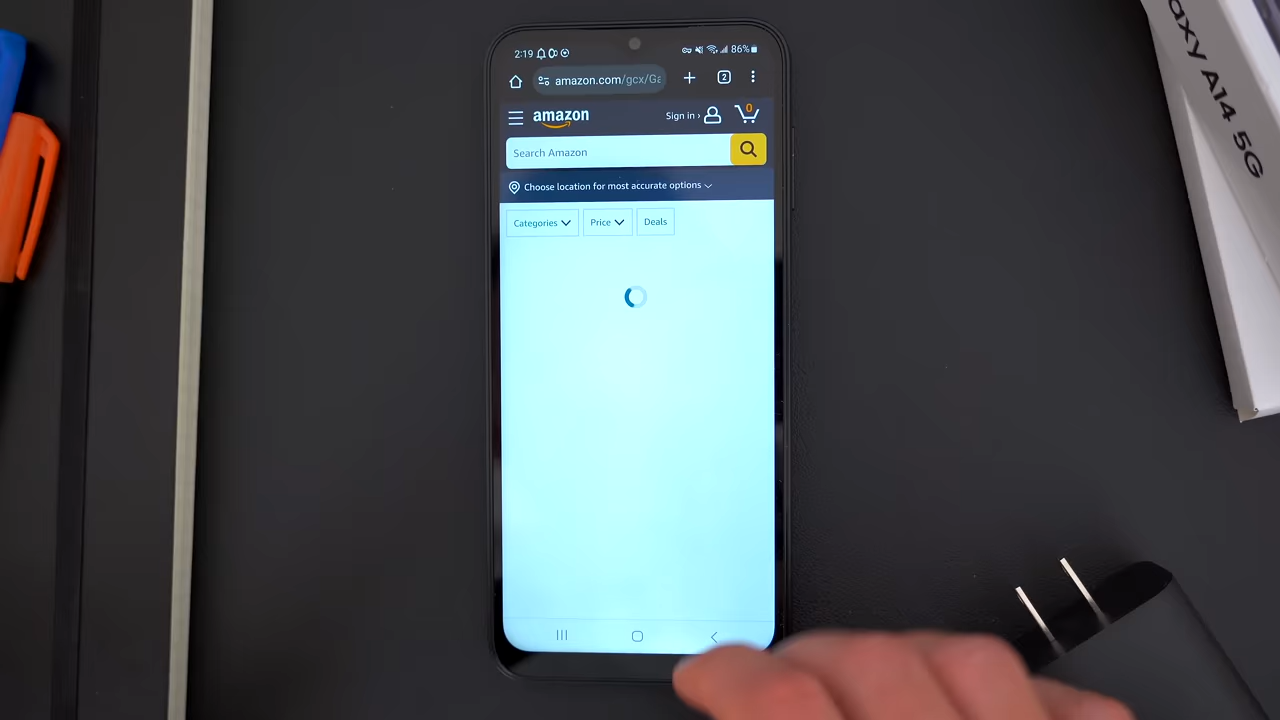 2:19
86%
amazon.com/gcx/Ga
2
amazon
Sign in ›
0
Search Amazon
Choose location for most accurate options
Categories
Price
Deals
axy A14 5G